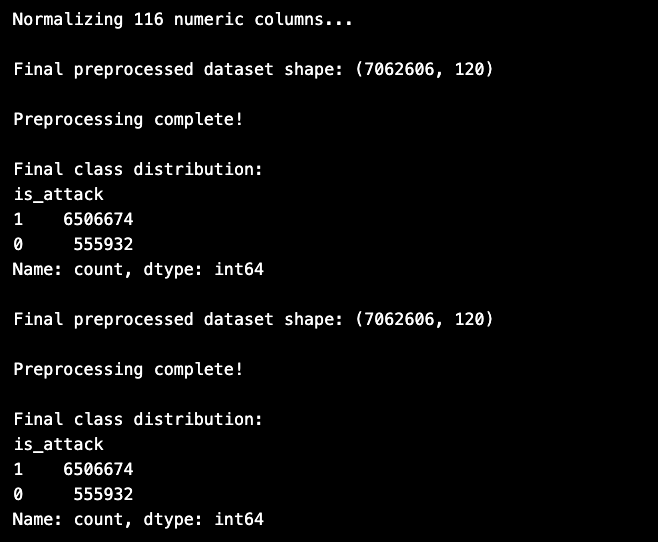 Normalizing 116 numeric columns...
Final preprocessed dataset shape: (7062606, 120)
Preprocessing complete!
Final class distribution:
is_attack
1    6506674
0     555932
Name: count, dtype: int64
Final preprocessed dataset shape: (7062606, 120)
Preprocessing complete!
Final class distribution:
is_attack
1    6506674
0     555932
Name: count, dtype: int64